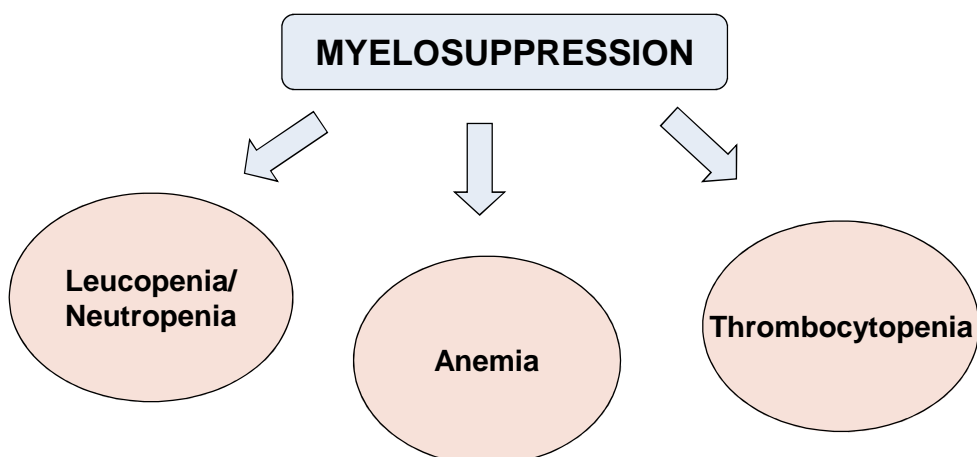 MYELOSUPPRESSION
Leucopenia/
Neutropenia
Anemia
Thrombocytopenia